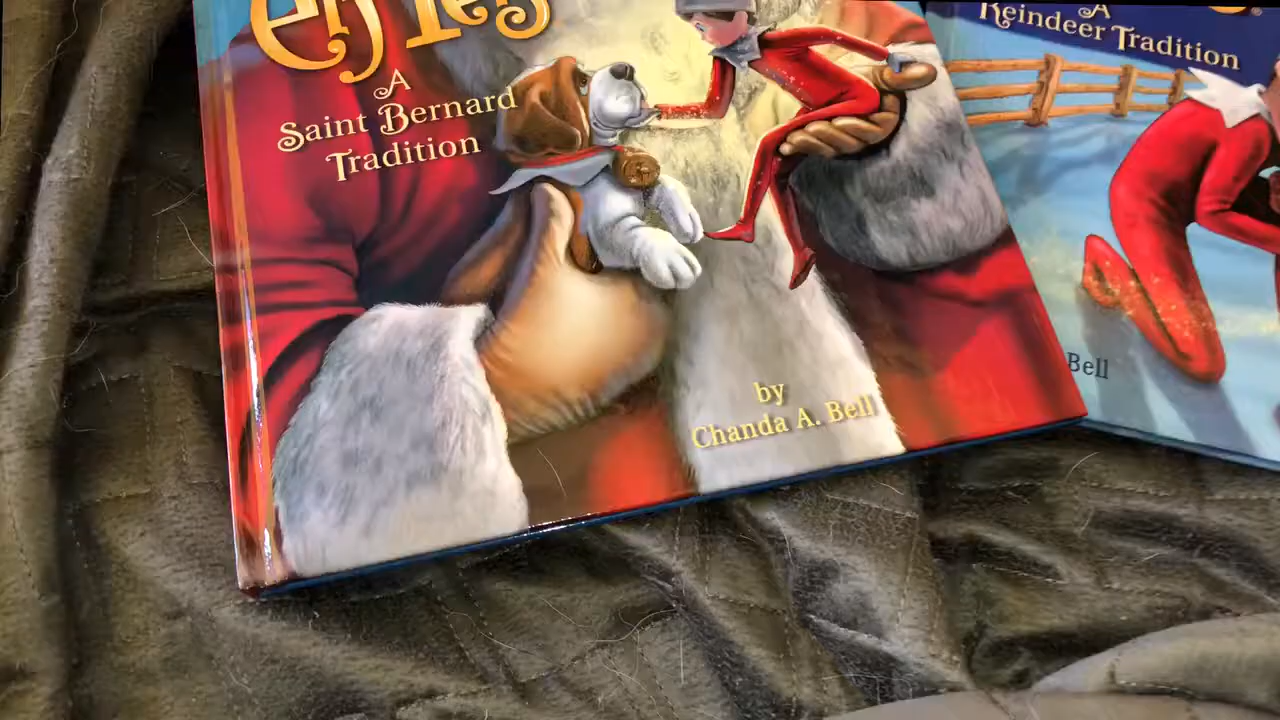 elf Pets
A
Saint Bernard
Tradition
by
Chanda A. Bell
A
Reindeer Tradition
Bell